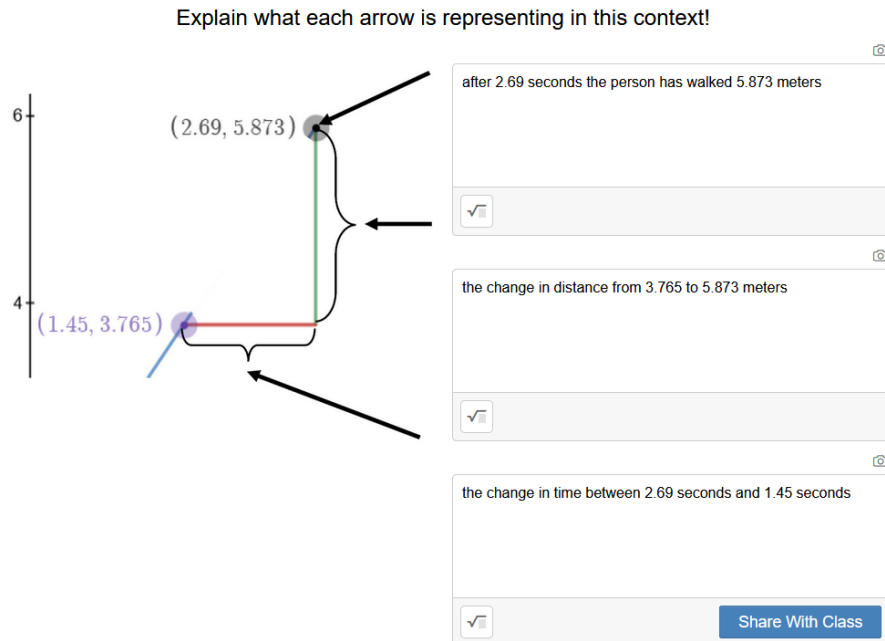 Explain what each arrow is representing in this context!
after 2.69 seconds the person has walked 5.873 meters
6
(2.69, 5.873)
the change in distance from 3.765 to 5.873 meters
4
(1.45, 3.765)
the change in time between 2.69 seconds and 1.45 seconds
Share With Class